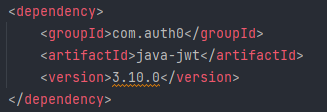 <dependency>
    <groupId>com.auth0</groupId>
    <artifactId>java-jwt</artifactId>
    <version>3.10.0</version>
</dependency>